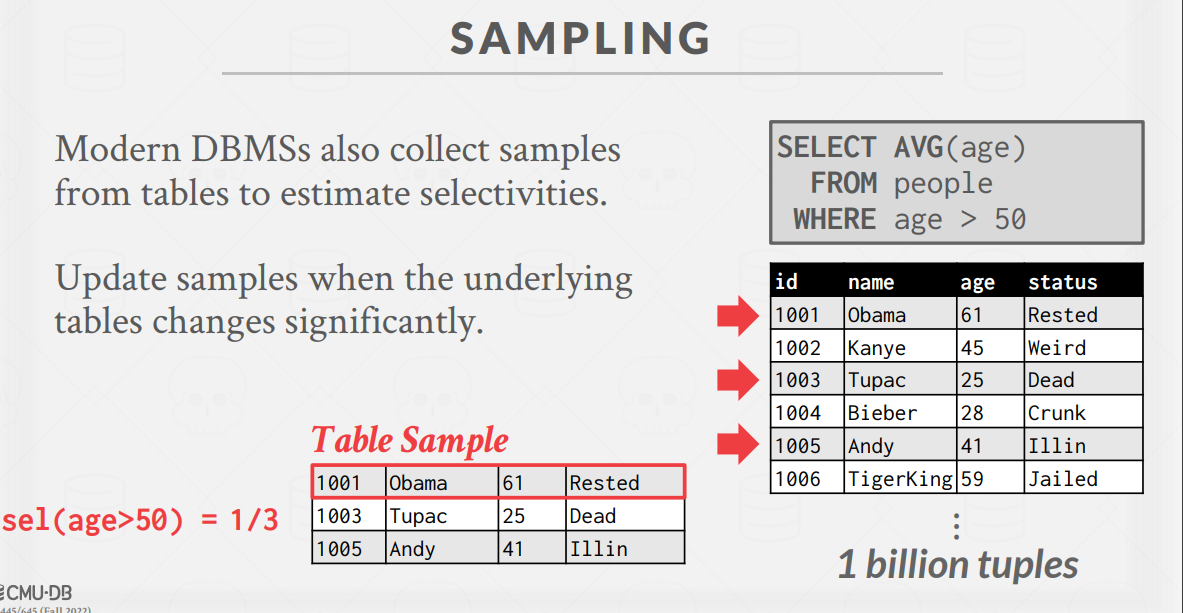 SAMPLING
Modern DBMSs also collect samples
from tables to estimate selectivities.
Update samples when the underlying
tables changes significantly.
SELECT AVG(age)
FROM people
WHERE age > 50
id name age status
1001 Obama 61 Rested
1002 Kanye 45 Weird
1003 Tupac 25 Dead
1004 Bieber 28 Crunk
1005 Andy 41 Illin
1006 TigerKing 59 Jailed
⋮
1 billion tuples
Table Sample
1001 Obama 61 Rested
1003 Tupac 25 Dead
1005 Andy 41 Illin
sel(age>50) = 1/3
CMU·DB
445/645 (Fall 2022)